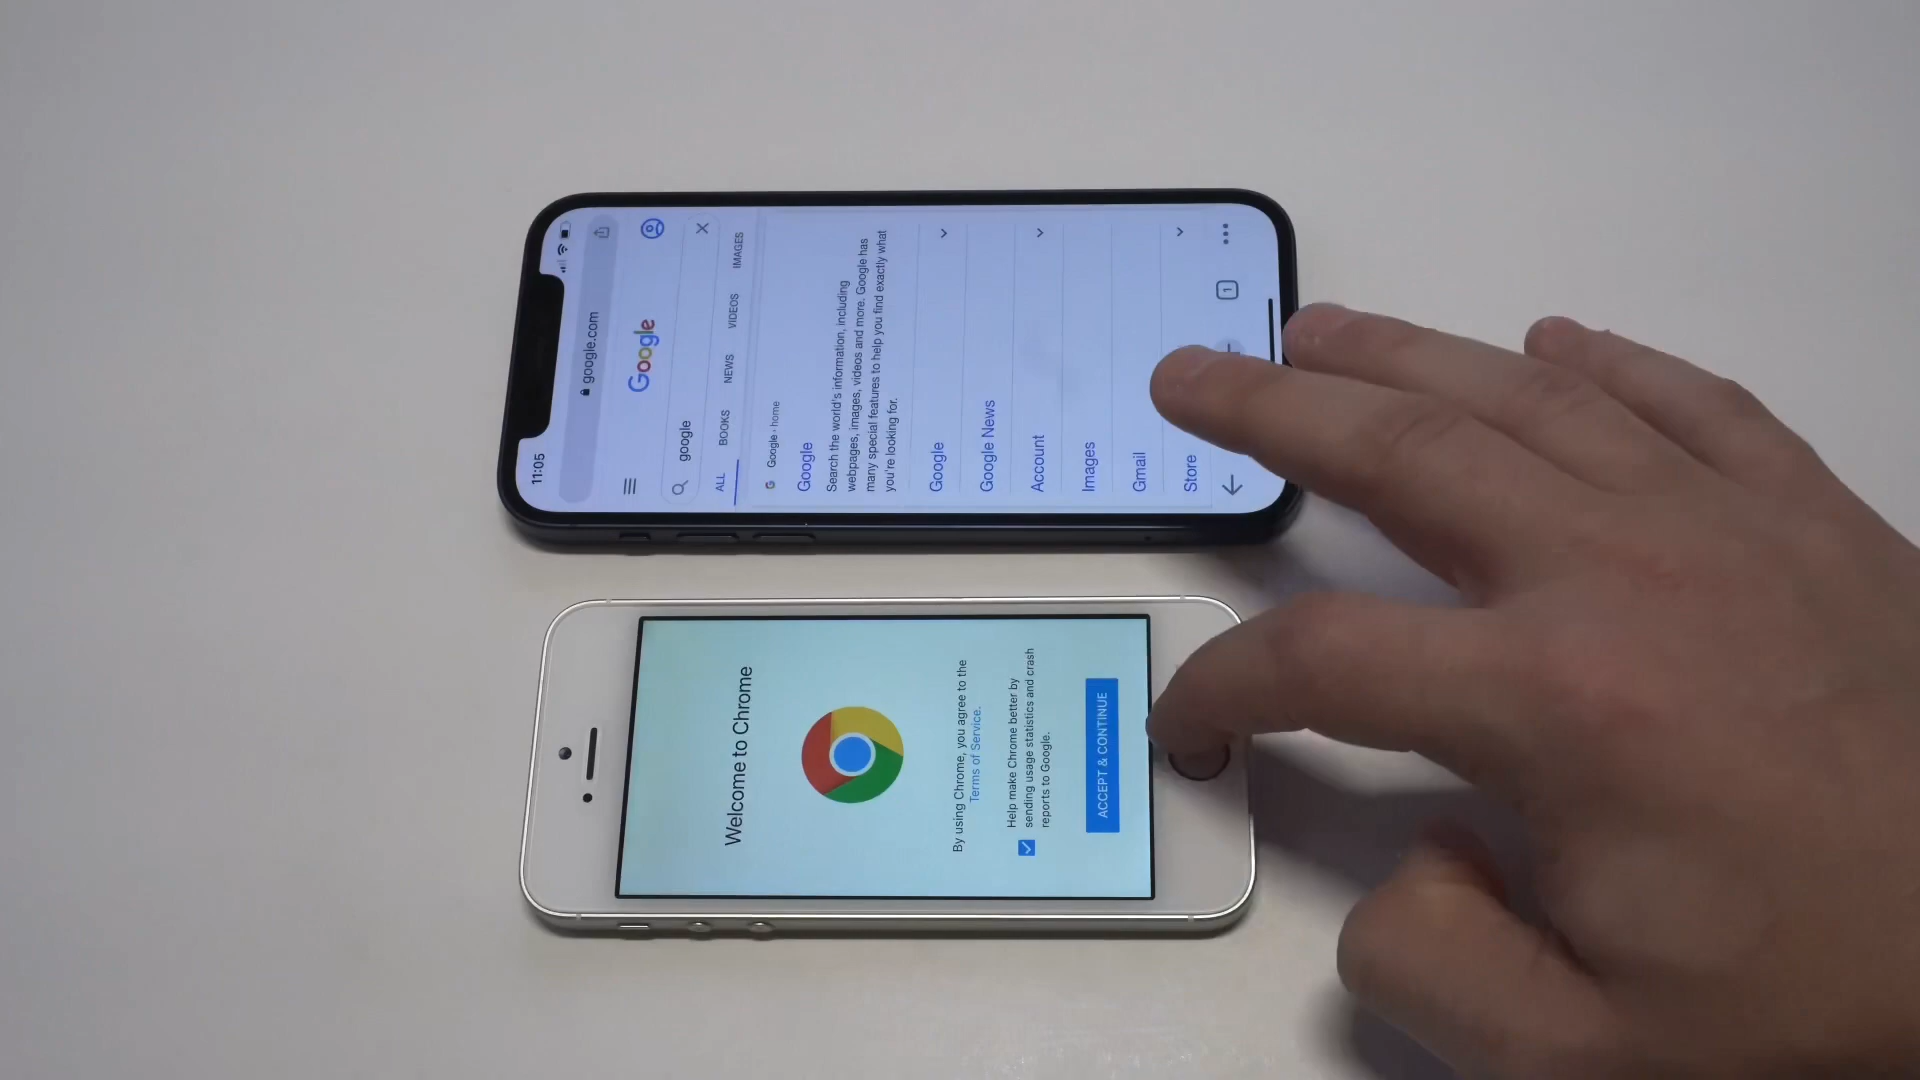 11:05
google.com
Google
google
ALL
BOOKS
NEWS
VIDEOS
IMAGES
G
Google › home
Google
Search the world's information, including
webpages, images, videos and more. Google has
many special features to help you find exactly what
you're looking for.
Google
Google News
Account
Images
Gmail
Store
1
Welcome to Chrome
By using Chrome, you agree to the
Terms of Service.
Help make Chrome better by
sending usage statistics and crash
reports to Google.
ACCEPT & CONTINUE